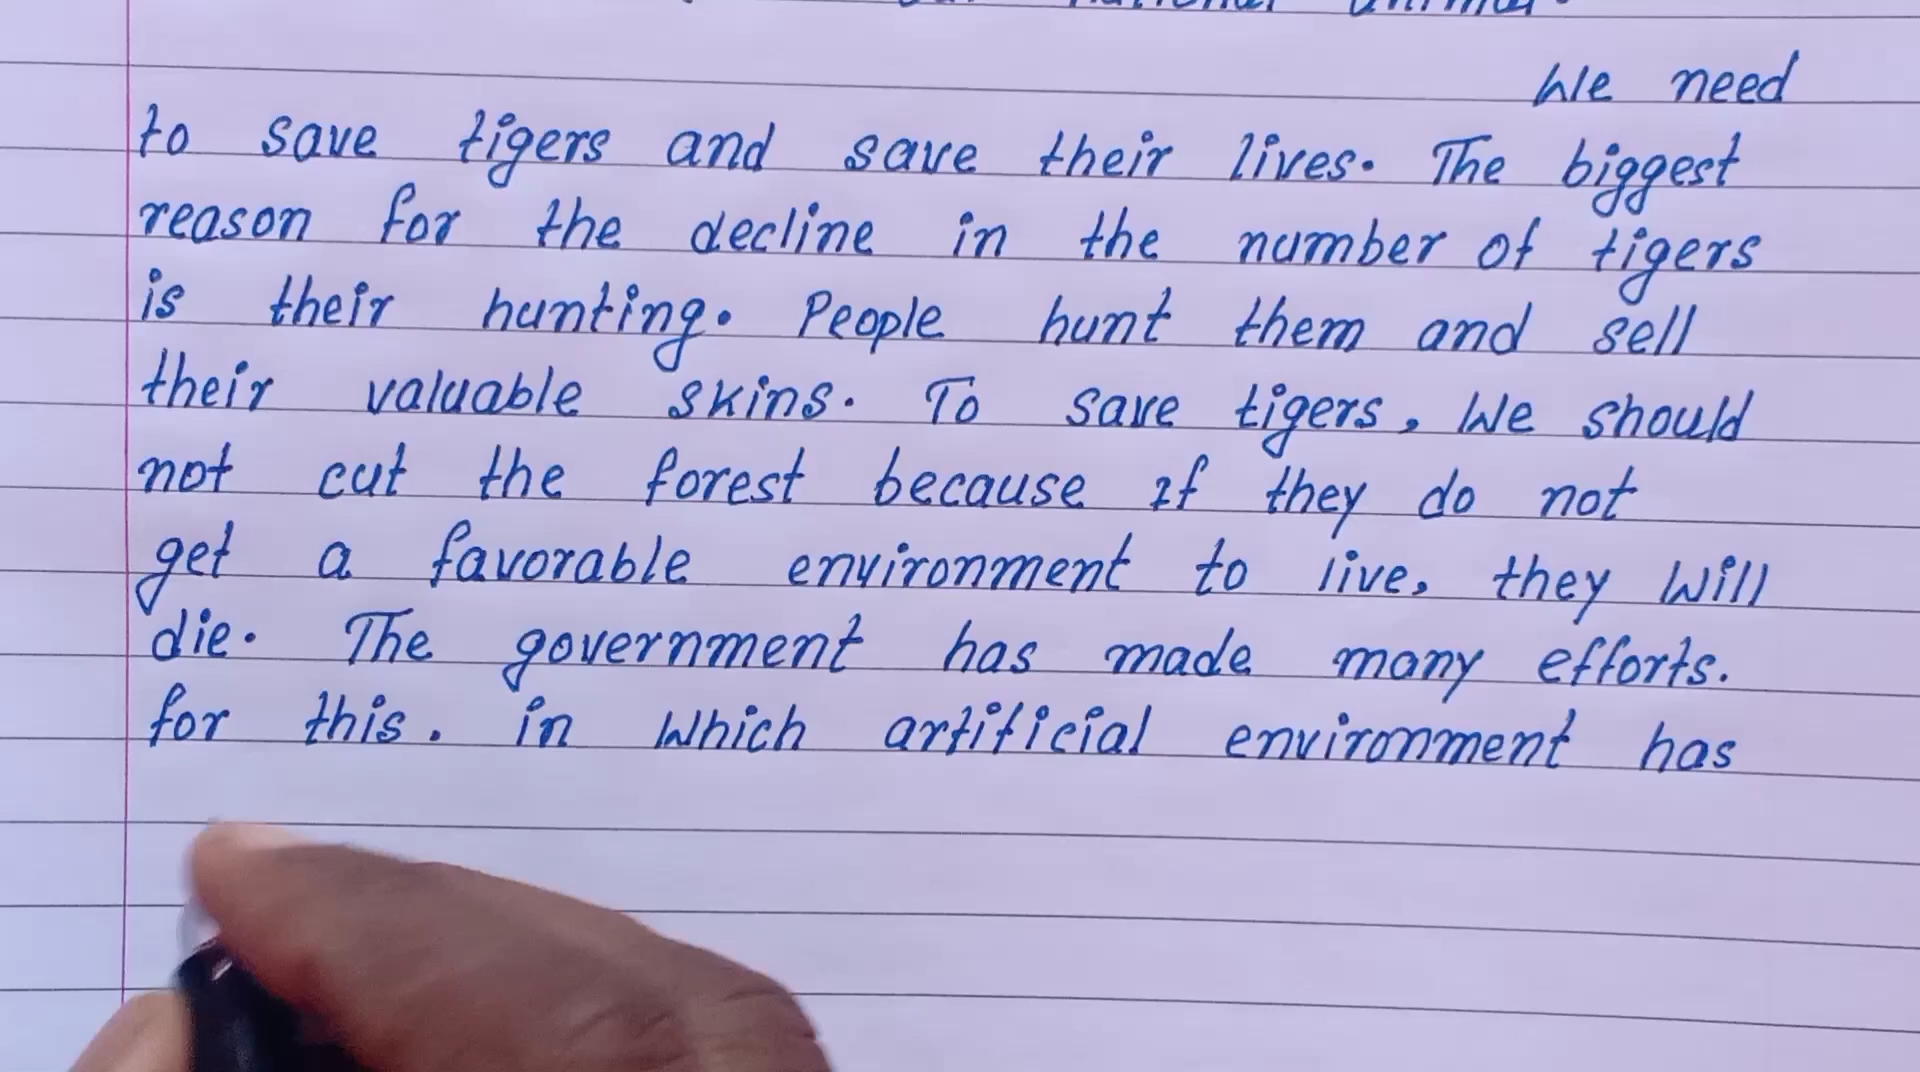 national animal.
We need
to save tigers and save their lives. The biggest
reason for the decline in the number of tigers
is their hunting. People hunt them and sell
their valuable skins. To save tigers, We should
not cut the forest because if they do not
get a favorable environment to live, they will
die. The government has made many efforts.
for this. in which artificial environment has